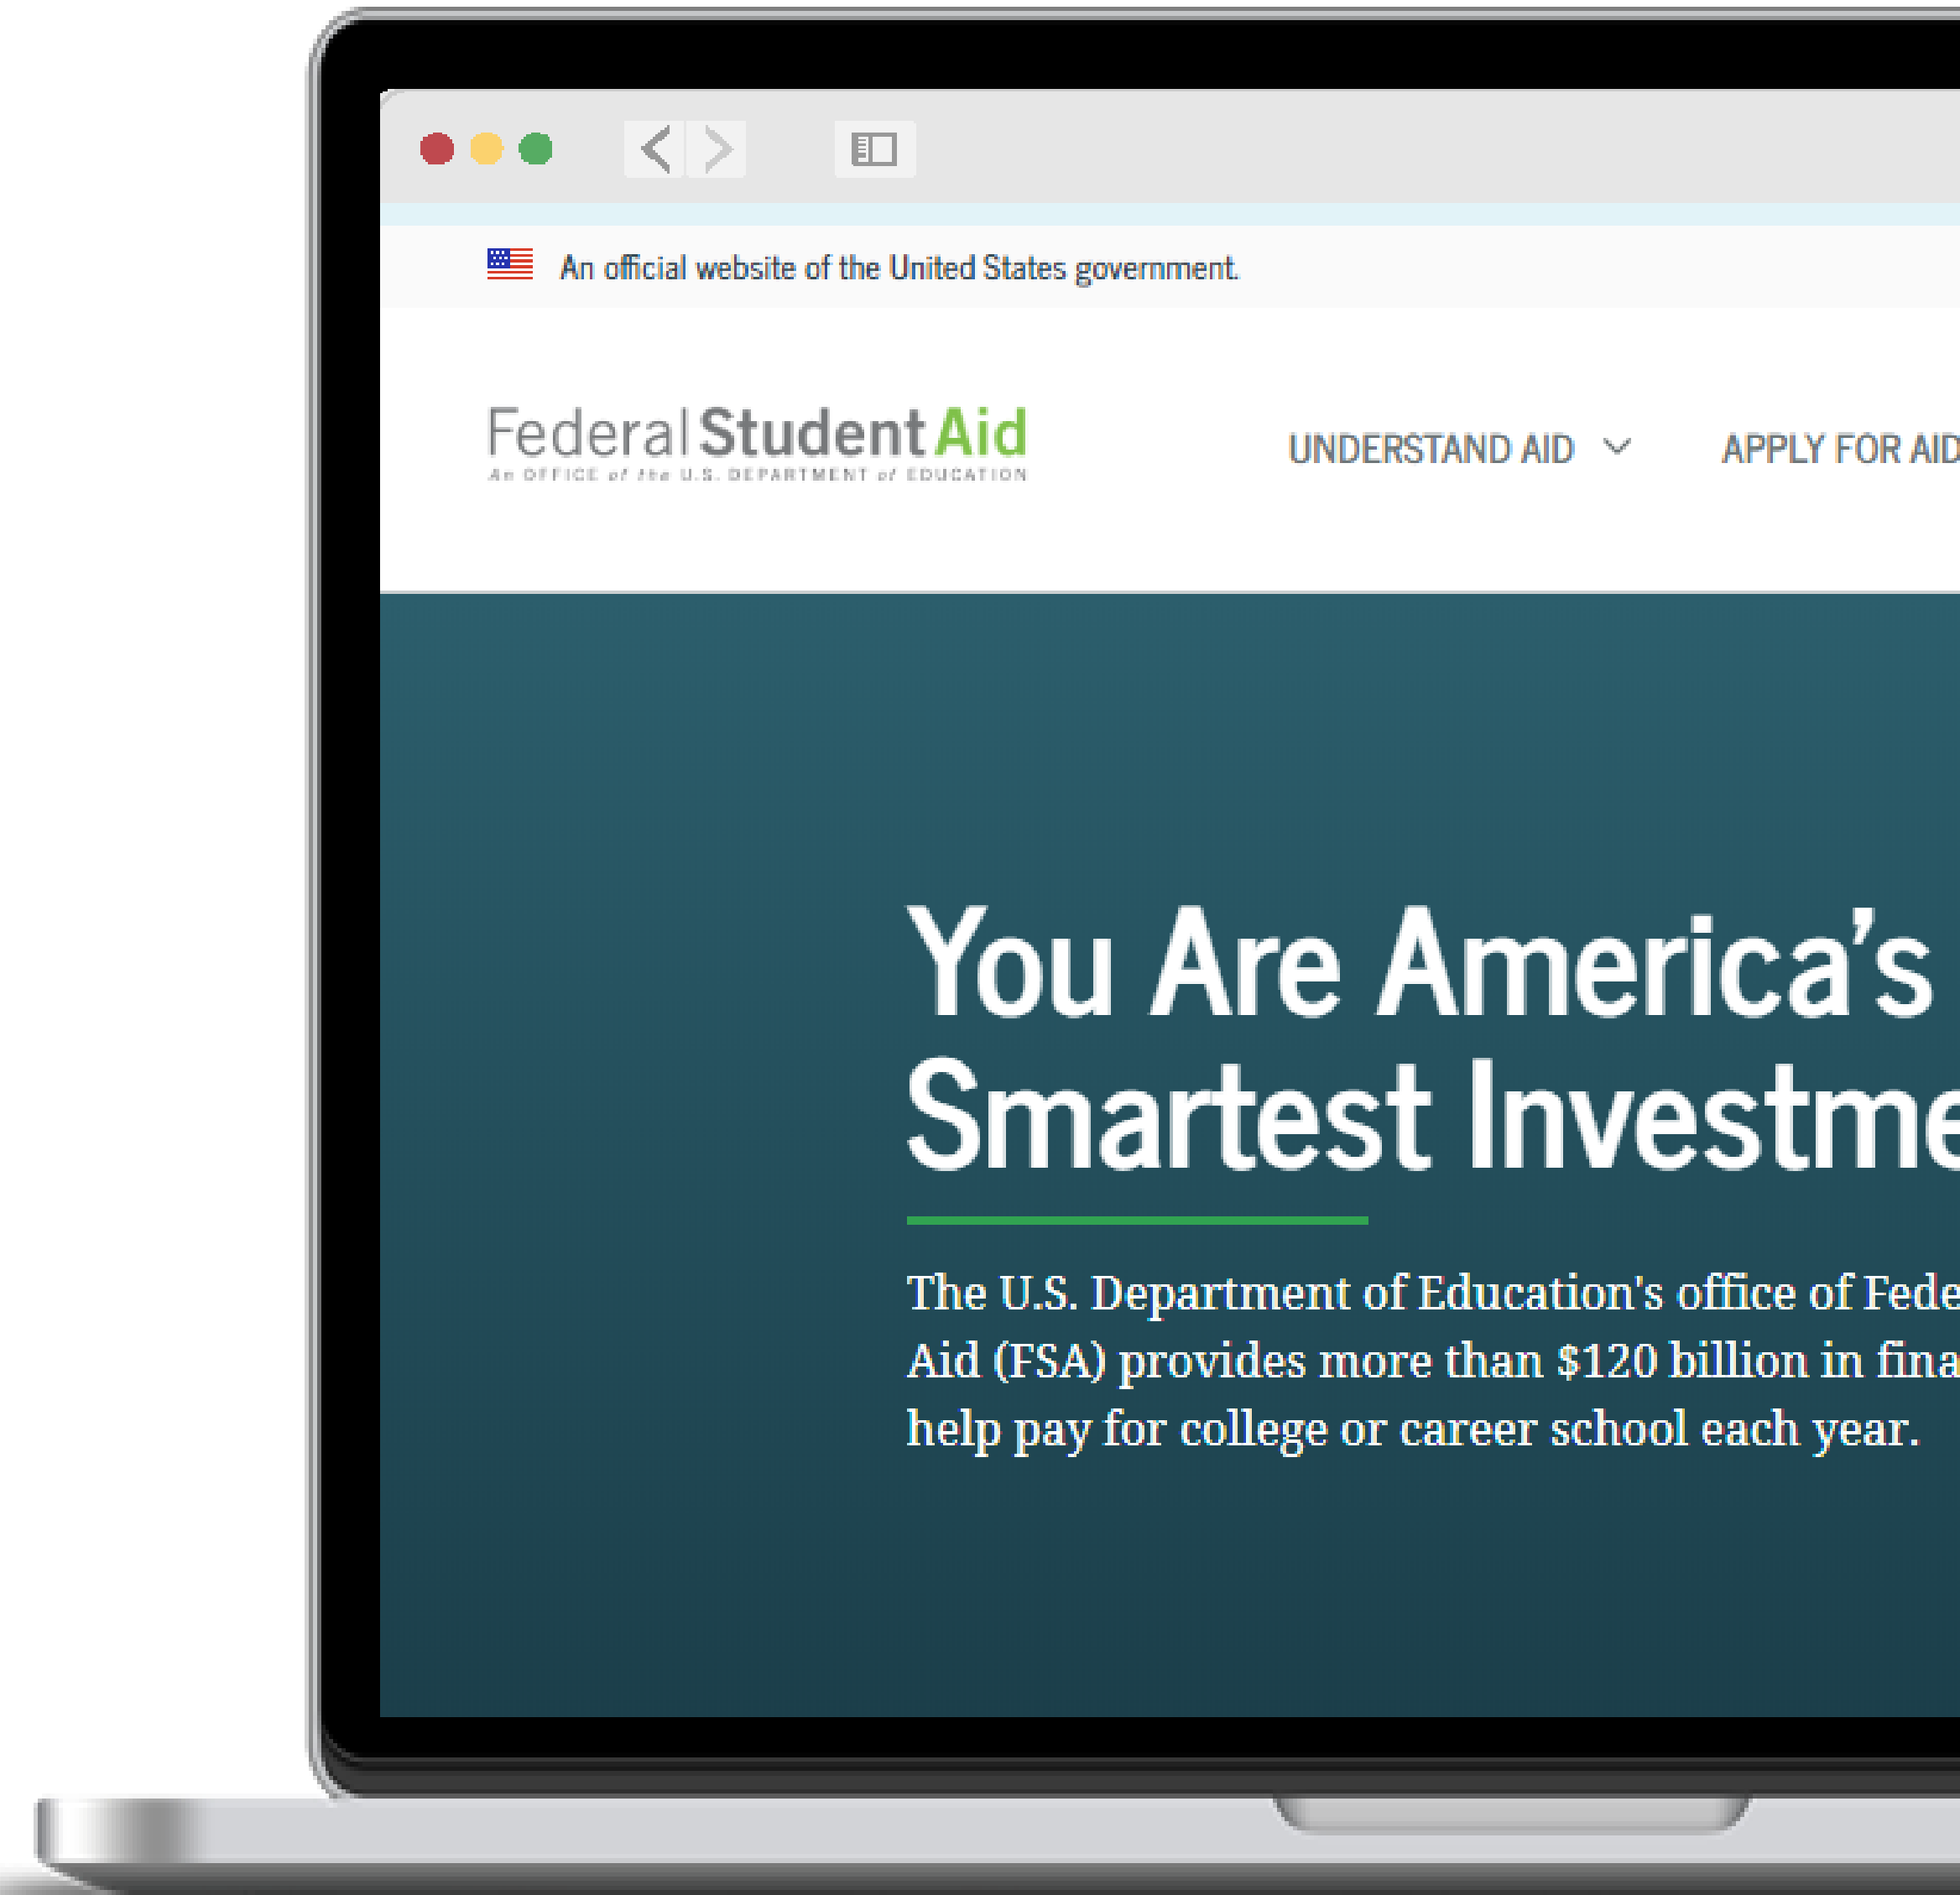 An official website of the United States government.
Federal Student Aid
An OFFICE of the U.S. DEPARTMENT of EDUCATION
UNDERSTAND AID APPLY FOR AID
You Are America’s
Smartest Investme
The U.S. Department of Education's office of Fede
Aid (FSA) provides more than $120 billion in fina
help pay for college or career school each year.